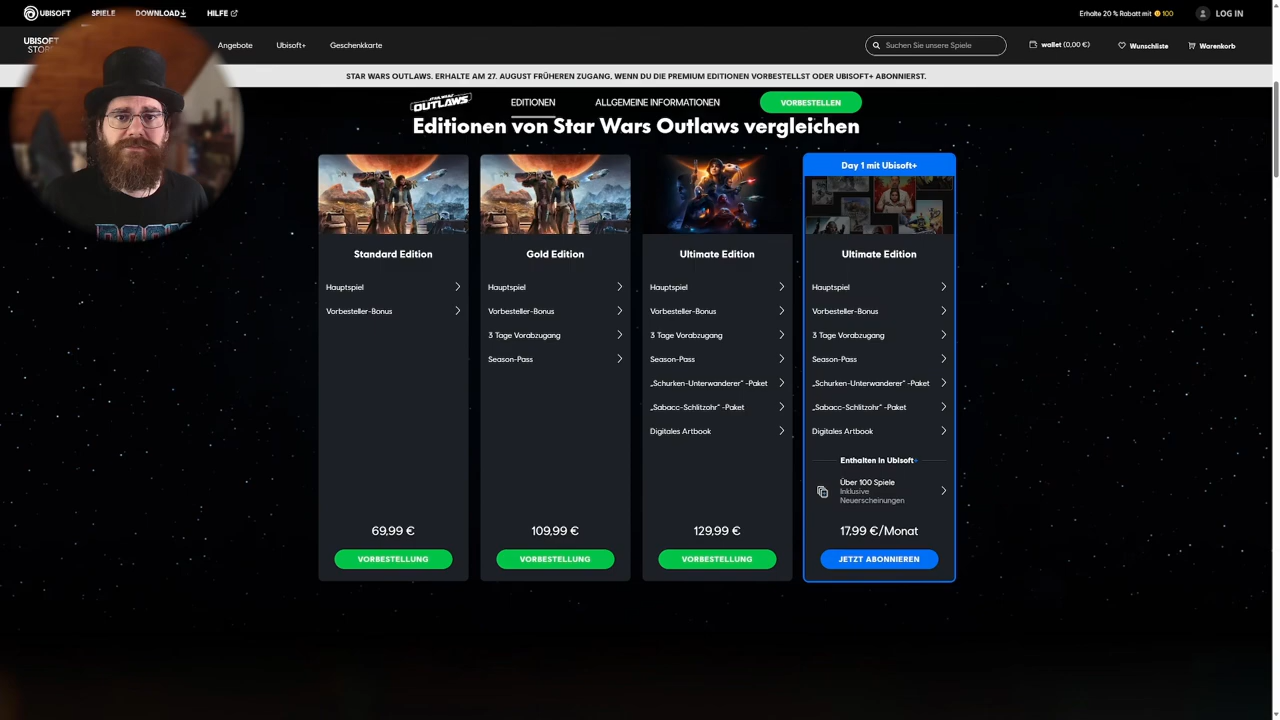 UBISOFT SPIELE DOWNLOAD HILFE
Erhalte 20 % Rabatt mit 100 LOG IN
UBISOFT
STORE
Angebote Ubisoft+ Geschenkkarte
Suchen Sie unsere Spiele
wallet (0,00 €) Wunschliste Warenkorb
STAR WARS OUTLAWS. ERHALTE AM 27. AUGUST FRÜHEREN ZUGANG, WENN DU DIE PREMIUM EDITIONEN VORBESTELLST ODER UBISOFT+ ABONNIERST.
STAR WARS
OUTLAWS
EDITIONEN ALLGEMEINE INFORMATIONEN VORBESTELLEN
Editionen von Star Wars Outlaws vergleichen
Standard Edition
Hauptspiel
Vorbesteller-Bonus
69,99 €
VORBESTELLUNG
Gold Edition
Hauptspiel
Vorbesteller-Bonus
3 Tage Vorabzugang
Season-Pass
109,99 €
VORBESTELLUNG
Ultimate Edition
Hauptspiel
Vorbesteller-Bonus
3 Tage Vorabzugang
Season-Pass
„Schurken-Unterwanderer“ -Paket
„Sabacc-Schlitzohr“ -Paket
Digitales Artbook
129,99 €
VORBESTELLUNG
Day 1 mit Ubisoft+
Ultimate Edition
Hauptspiel
Vorbesteller-Bonus
3 Tage Vorabzugang
Season-Pass
„Schurken-Unterwanderer“ -Paket
„Sabacc-Schlitzohr“ -Paket
Digitales Artbook
Enthalten in Ubisoft+
Über 100 Spiele
Inklusive
Neuerscheinungen
17,99 €/Monat
JETZT ABONNIEREN
DOOM